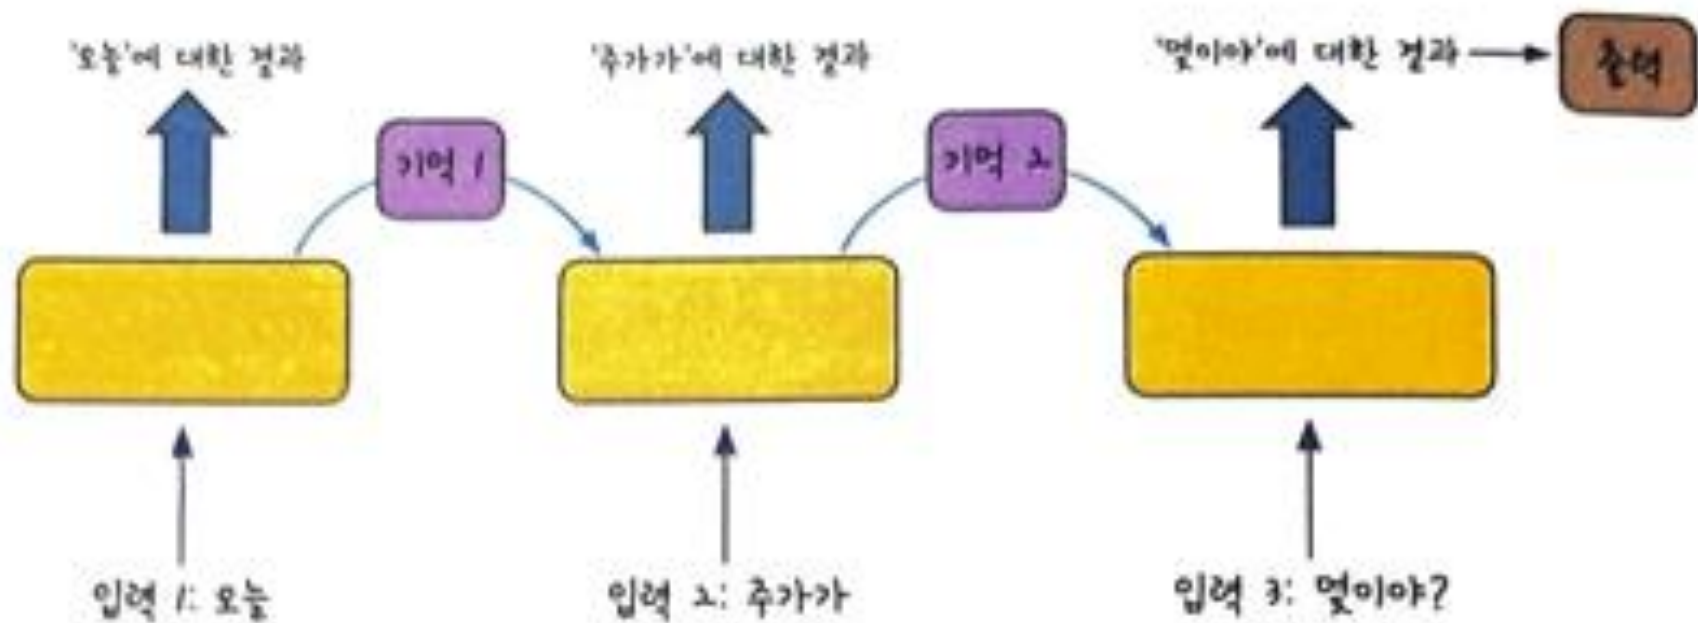 '오늘'에 대한 결과
'주가가'에 대한 결과
'몇이야'에 대한 결과
출력
기억 1
기억 2
입력 1: 오늘
입력 2: 주가가
입력 3: 몇이야?